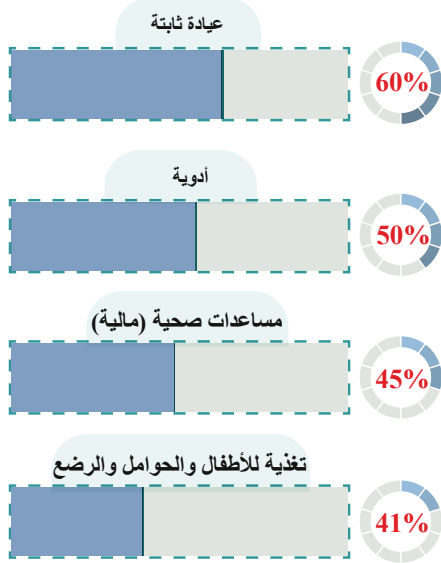 عيادة ثابتة
60%
أدوية
50%
مساعدات صحية (مالية)
45%
تغذية للأطفال والحوامل والرضع
41%